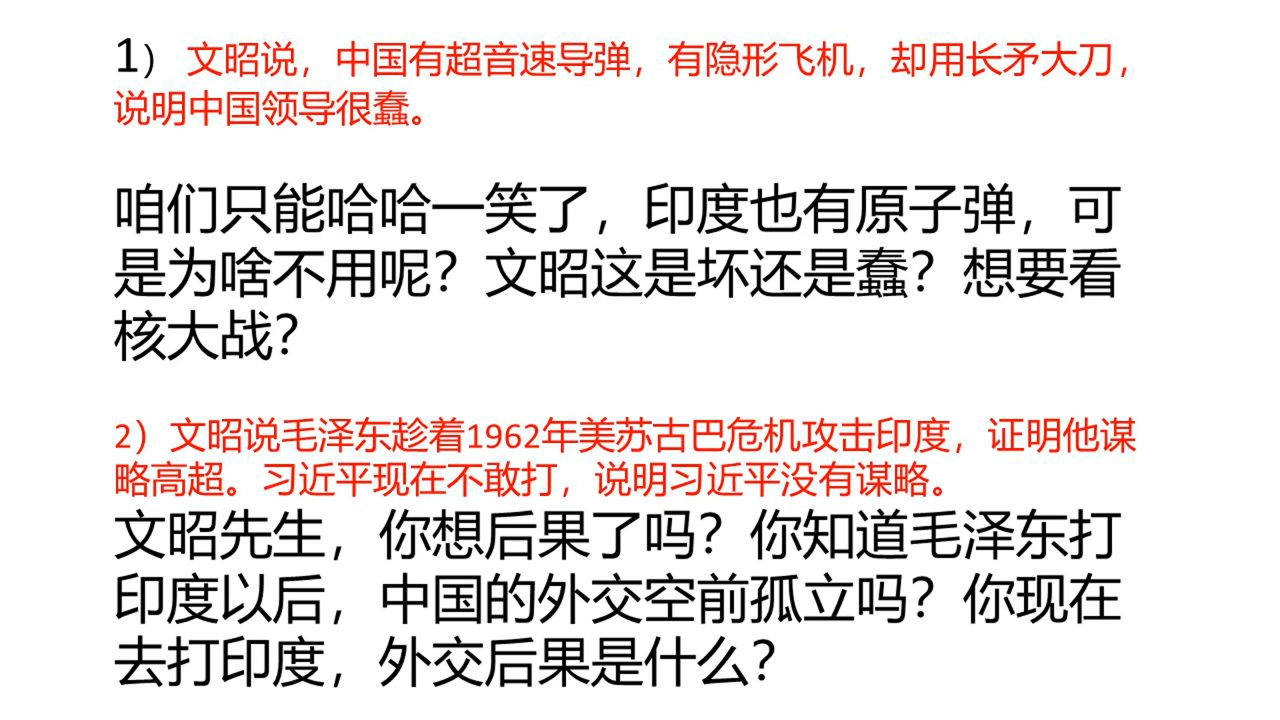 1） 文昭说，中国有超音速导弹，有隐形飞机，却用长矛大刀，
说明中国领导很蠢。
咱们只能哈哈一笑了，印度也有原子弹，可
是为啥不用呢？文昭这是坏还是蠢？想要看
核大战？
2）文昭说毛泽东趁着1962年美苏古巴危机攻击印度，证明他谋
略高超。习近平现在不敢打，说明习近平没有谋略。
文昭先生，你想后果了吗？你知道毛泽东打
印度以后，中国的外交空前孤立吗？你现在
去打印度，外交后果是什么？